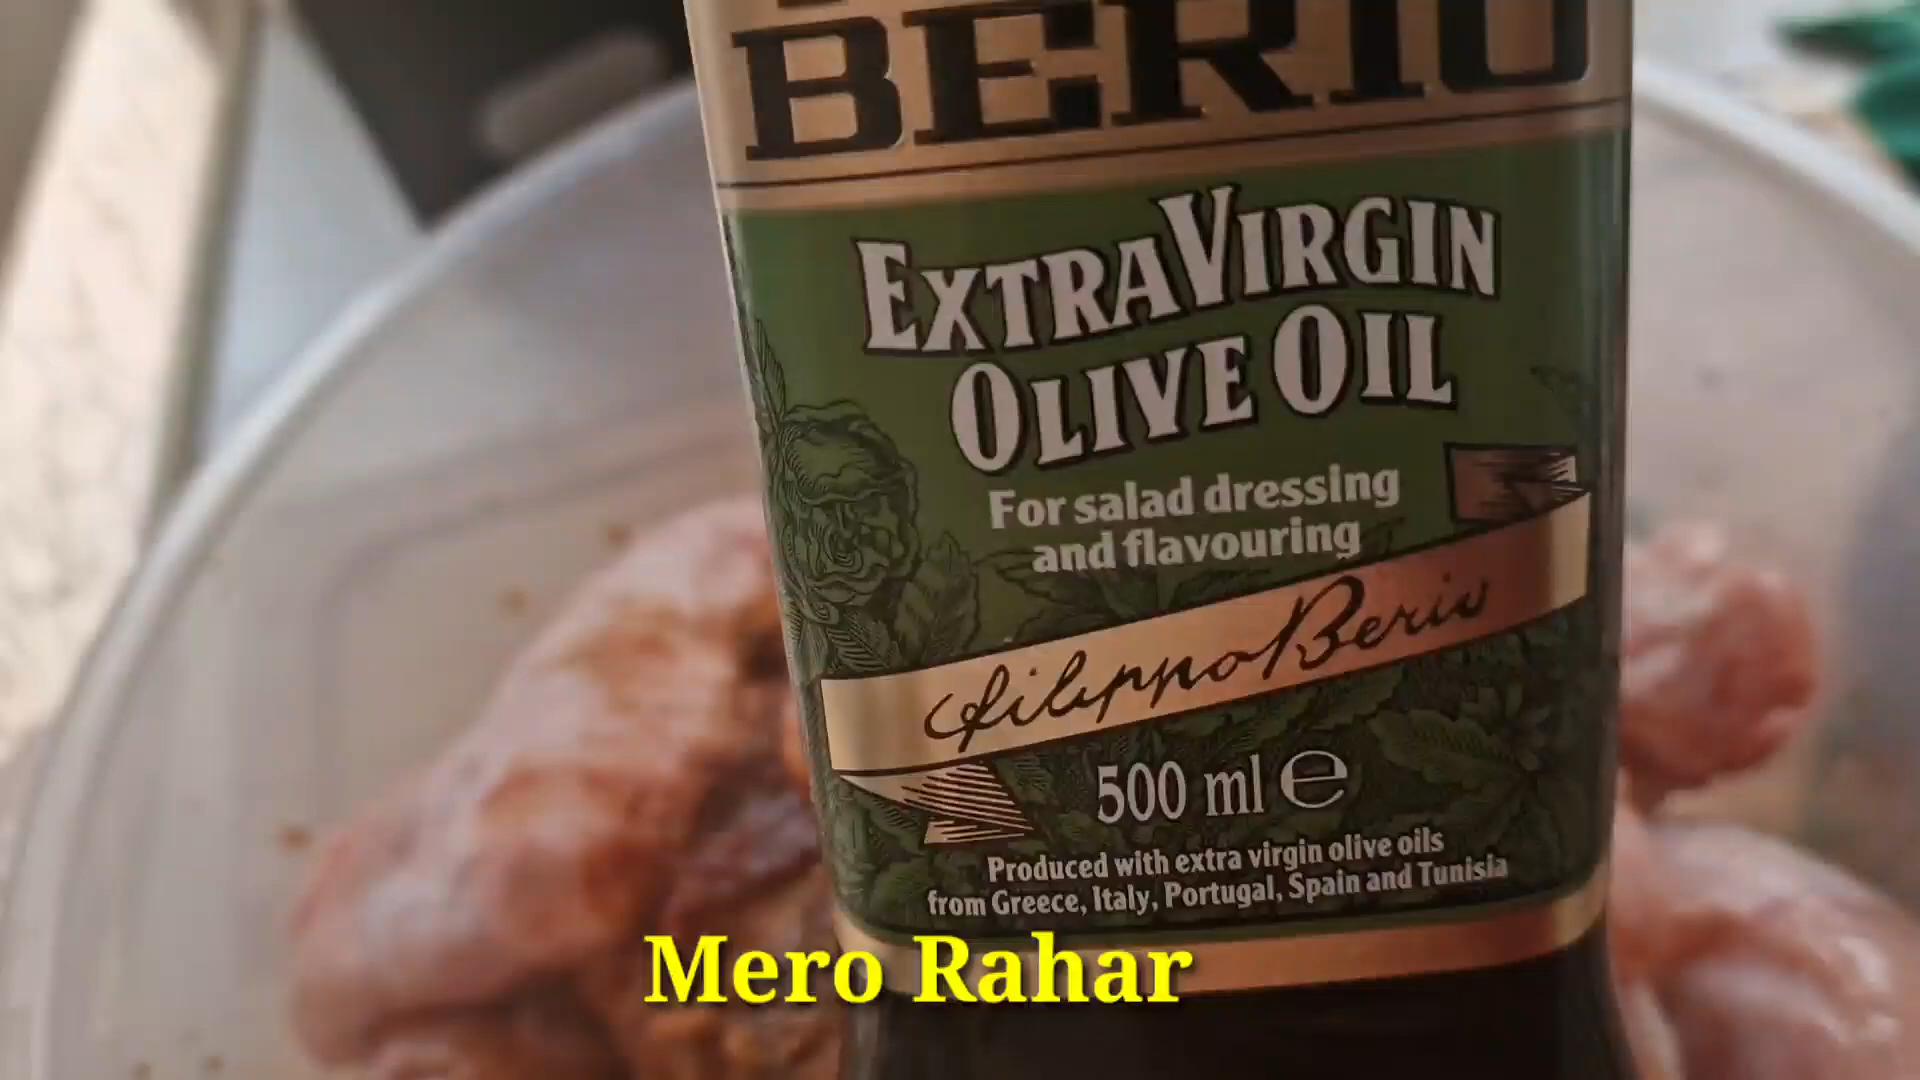 BERIO
EXTRA VIRGIN
OLIVE OIL
For salad dressing
and flavouring
Filippo Berio
500 ml ℮
Produced with extra virgin olive oils
from Greece, Italy, Portugal, Spain and Tunisia
Mero Rahar